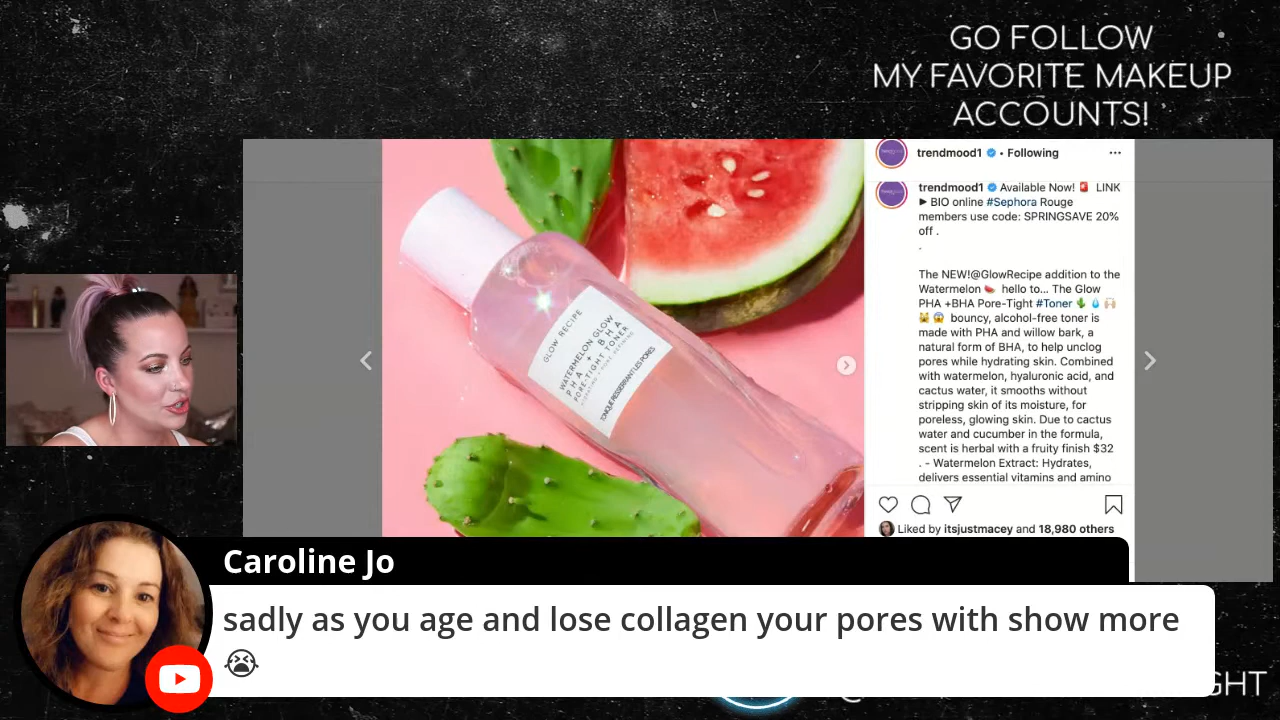 GO FOLLOW
MY FAVORITE MAKEUP
ACCOUNTS!
trendmood1 • Following
trendmood1 Available Now! 🚨 LINK
▶ BIO online #Sephora Rouge
members use code: SPRINGSAVE 20%
off .
.
The NEW!@GlowRecipe addition to the
Watermelon 🍉 hello to... The Glow
PHA +BHA Pore-Tight #Toner 🌵 💧 🙌🏻
😹 😱 bouncy, alcohol-free toner is
made with PHA and willow bark, a
natural form of BHA, to help unclog
pores while hydrating skin. Combined
with watermelon, hyaluronic acid, and
cactus water, it smooths without
stripping skin of its moisture, for
poreless, glowing skin. Due to cactus
water and cucumber in the formula,
scent is herbal with a fruity finish $32
. - Watermelon Extract: Hydrates,
delivers essential vitamins and amino
Liked by itsjustmacey and 18,980 others
GLOW RECIPE
WATERMELON GLOW
PHA + BHA
PORE-TIGHT TONER
TONIQUE RESSERRANT LES PORES
Caroline Jo
sadly as you age and lose collagen your pores with show more
😭